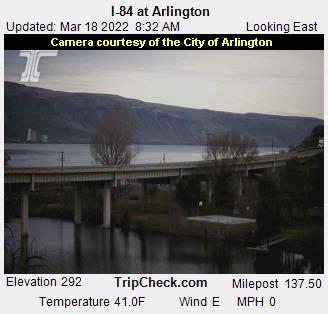 I-84 at Arlington
Updated: Mar 18 2022 8:32 AM Looking East
Camera courtesy of the City of Arlington
Elevation 292 TripCheck.com Milepost 137.50
Temperature 41.0F Wind E MPH 0